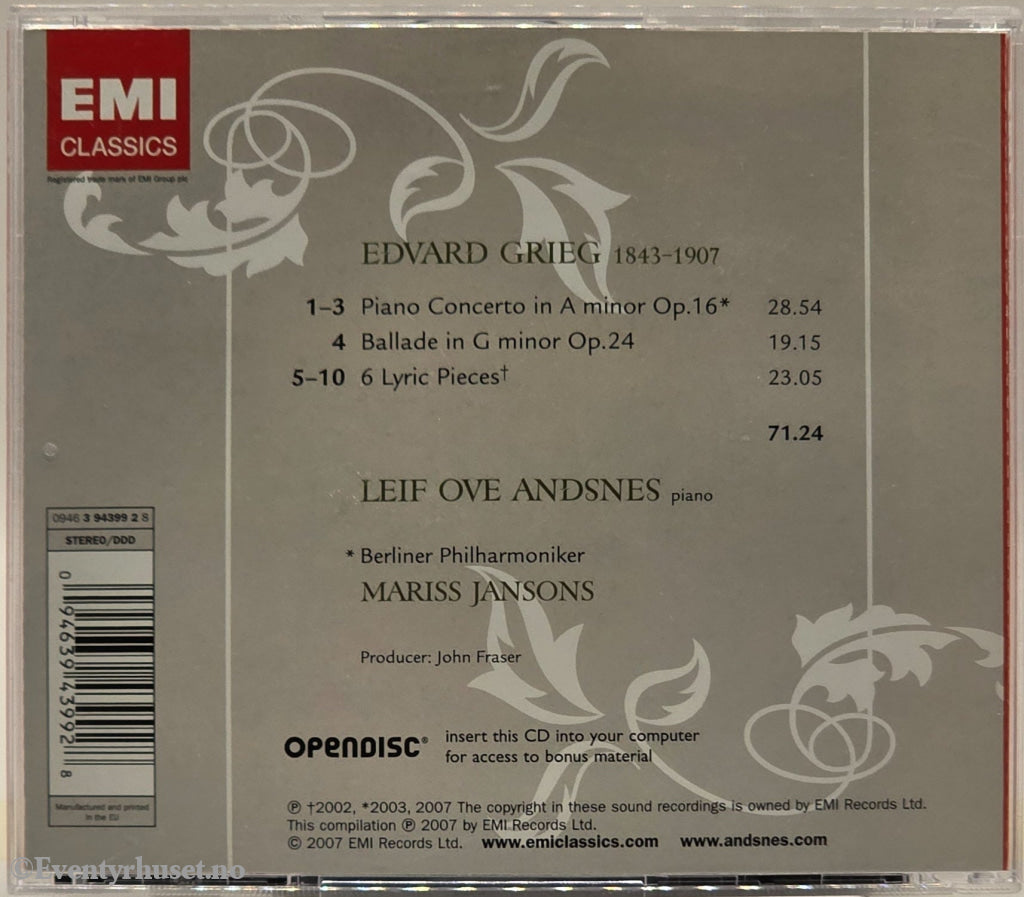 EMI
CLASSICS
Registered trade mark of EMI Group plc
EDVARD GRIEG 1843–1907
1–3 Piano Concerto in A minor Op.16* 28.54
4 Ballade in G minor Op.24 19.15
5–10 6 Lyric Pieces† 23.05
71.24
LEIF OVE ANDSNES piano
* Berliner Philharmoniker
MARISS JANSONS
Producer: John Fraser
0946 3 94399 2 8
STEREO/DDD
0 94639 43992 8
Manufactured and printed
in the EU
OPENDISC® insert this CD into your computer
for access to bonus material
℗ †2002, *2003, 2007 The copyright in these sound recordings is owned by EMI Records Ltd.
This compilation ℗ 2007 by EMI Records Ltd.
© 2007 EMI Records Ltd. www.emiclassics.com www.andsnes.com
©Eventyrhuset.no